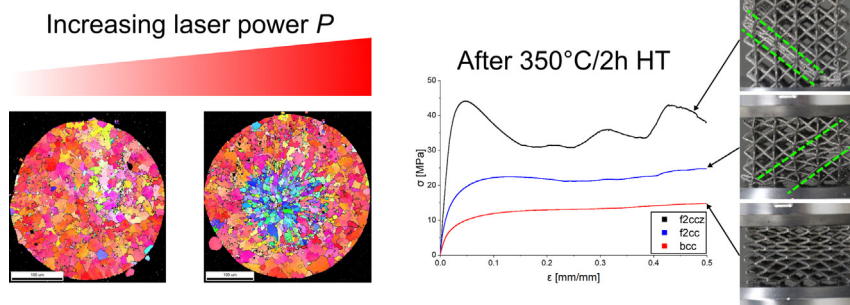 Increasing laser power P
100 µm
100 µm
After 350°C/2h HT
σ [MPa]
50
40
30
20
10
0
f2ccz
f2cc
bcc
0.0
0.1
0.2
0.3
0.4
0.5
ε [mm/mm]